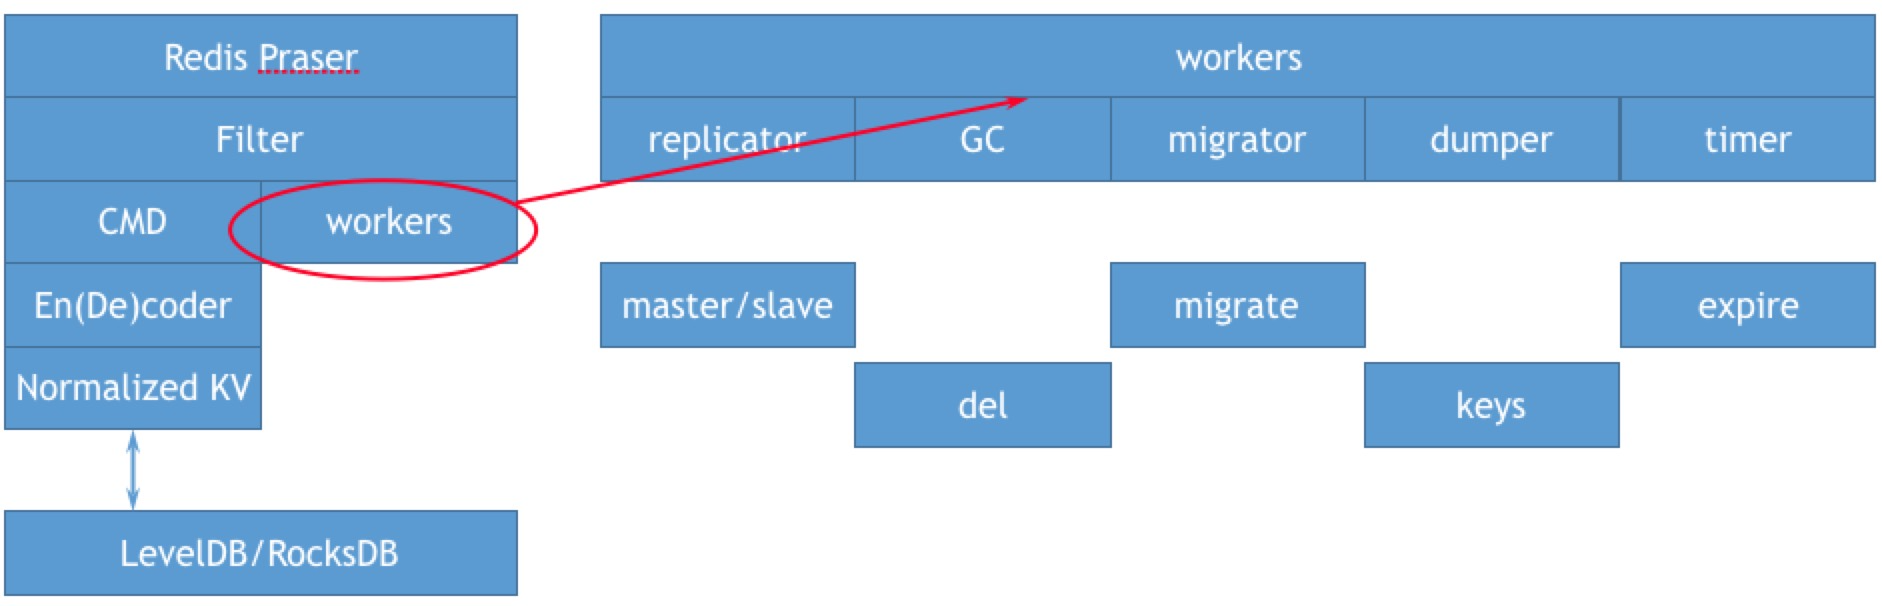 Redis Praser
Filter
CMD
workers
En(De)coder
Normalized KV
LevelDB/RocksDB
workers
replicator
GC
migrator
dumper
timer
master/slave
migrate
expire
del
keys